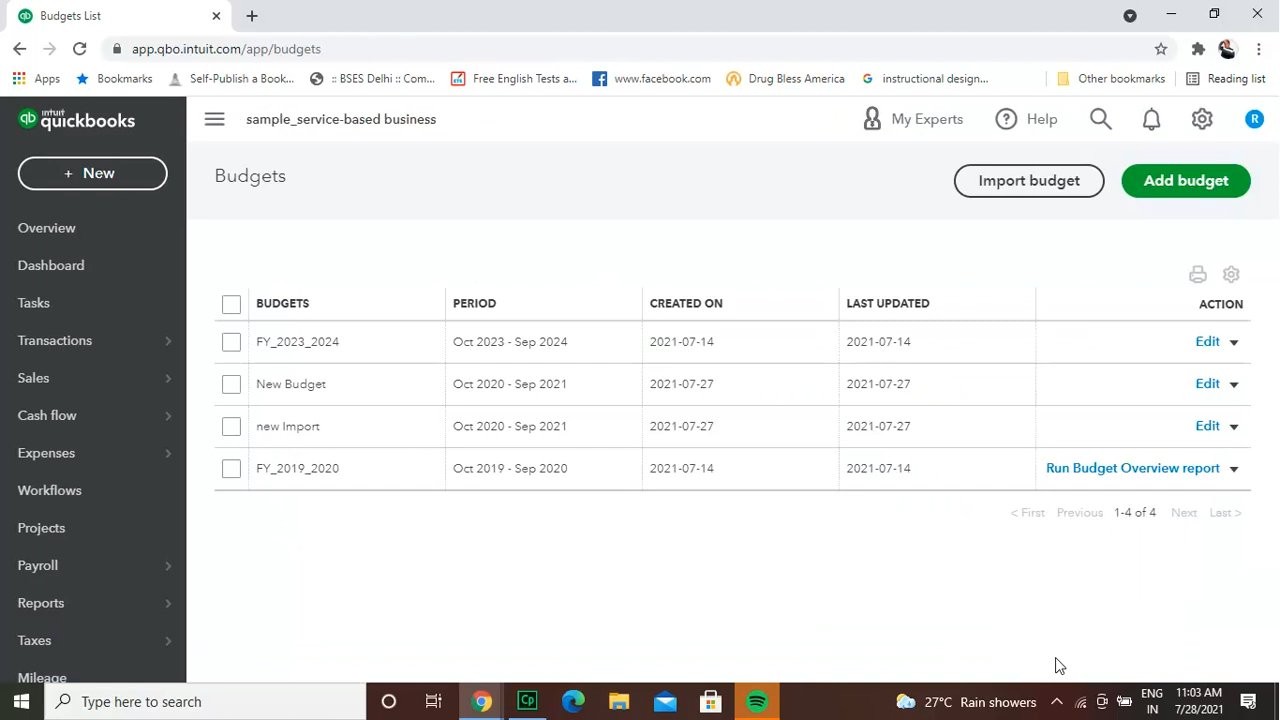 Budgets List
app.qbo.intuit.com/app/budgets
Apps Bookmarks Self-Publish a Book... :: BSES Delhi :: Com... Free English Tests a... www.facebook.com Drug Bless America instructional design... Other bookmarks Reading list
intuit quickbooks sample_service-based business My Experts Help R
+ New
Budgets Import budget Add budget
Overview
Dashboard
Tasks
Transactions
Sales
Cash flow
Expenses
Workflows
Projects
Payroll
Reports
Taxes
Mileage
BUDGETS PERIOD CREATED ON LAST UPDATED ACTION
FY_2023_2024 Oct 2023 - Sep 2024 2021-07-14 2021-07-14 Edit
New Budget Oct 2020 - Sep 2021 2021-07-27 2021-07-27 Edit
new Import Oct 2020 - Sep 2021 2021-07-27 2021-07-27 Edit
FY_2019_2020 Oct 2019 - Sep 2020 2021-07-14 2021-07-14 Run Budget Overview report
< First Previous 1-4 of 4 Next Last >
Type here to search Cp 27°C Rain showers ENG IN 11:03 AM 7/28/2021